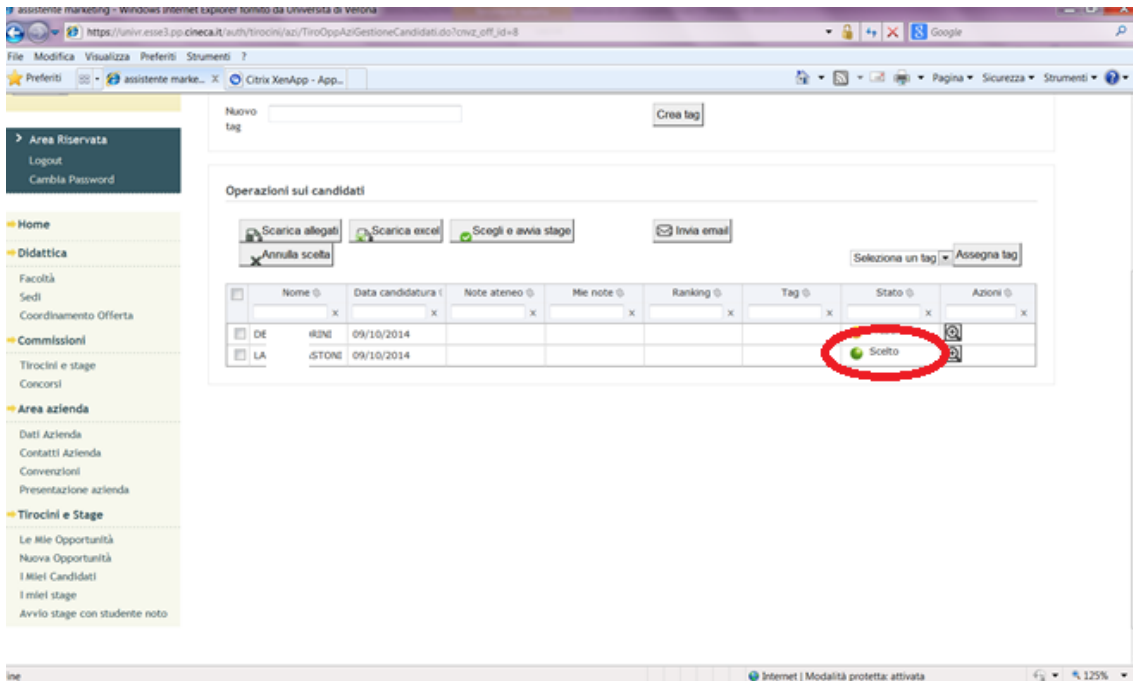 assistente marketing - Windows Internet Explorer fornito da Università di Verona
https://univr.esse3.pp.cineca.it/auth/tirocini/azi/TiroOppAziGestioneCandidati.do?cnvz_off_id=8
Google
File Modifica Visualizza Preferiti Strumenti ?
Preferiti assistente marke... X Citrix XenApp - App... Pagina Sicurezza Strumenti
Nuovo tag
Crea tag
Area Riservata
Logout
Cambia Password
Operazioni sui candidati
Scarica allegati Scarica excel Scegli e avvia stage Invia email
Annulla scelta
Seleziona un tag Assegna tag
Nome Data candidatura Note ateneo Mie note Ranking Tag Stato Azioni
x x x x x x x x
DE RINI 09/10/2014
LA STONI 09/10/2014 Scelto
Home
Didattica
Facoltà
Sedi
Coordinamento Offerta
Commissioni
Tirocini e stage
Concorsi
Area azienda
Dati Azienda
Contatti Azienda
Convenzioni
Presentazione azienda
Tirocini e Stage
Le Mie Opportunità
Nuova Opportunità
I Miei Candidati
I miei stage
Avvio stage con studente noto
ine Internet | Modalità protetta: attivata 125%